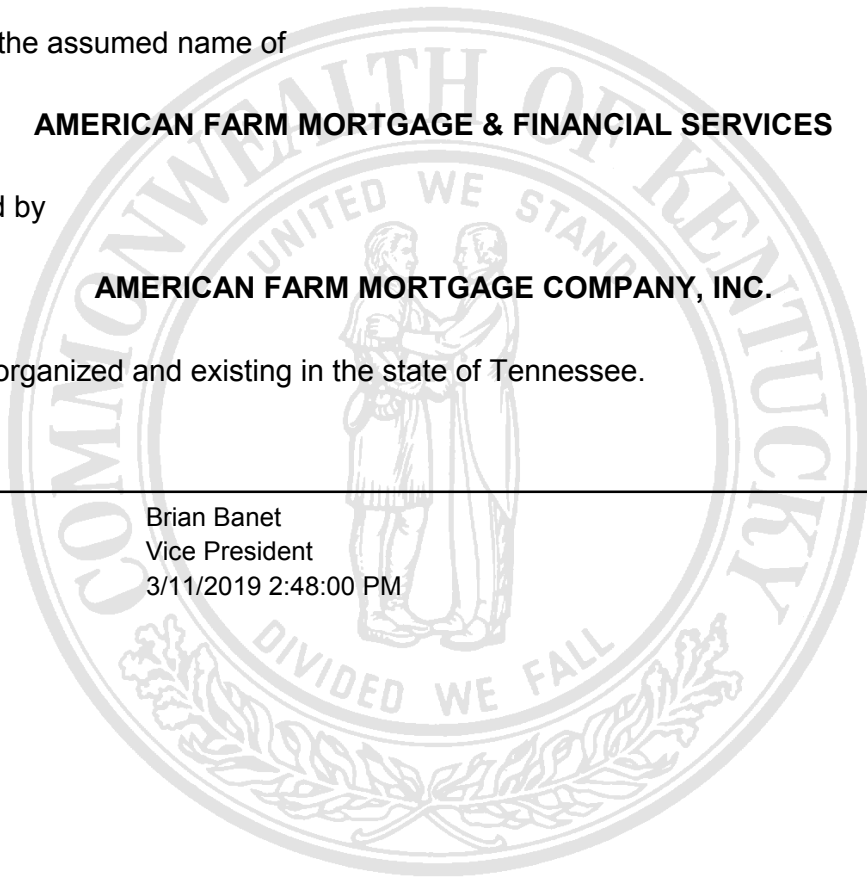 the assumed name of
AMERICAN FARM MORTGAGE & FINANCIAL SERVICES
d by
AMERICAN FARM MORTGAGE COMPANY, INC.
organized and existing in the state of Tennessee.
Brian Banet
Vice President
3/11/2019 2:48:00 PM
COMMONWEALTH OF KENTUCKY
UNITED WE STAND
DIVIDED WE FALL